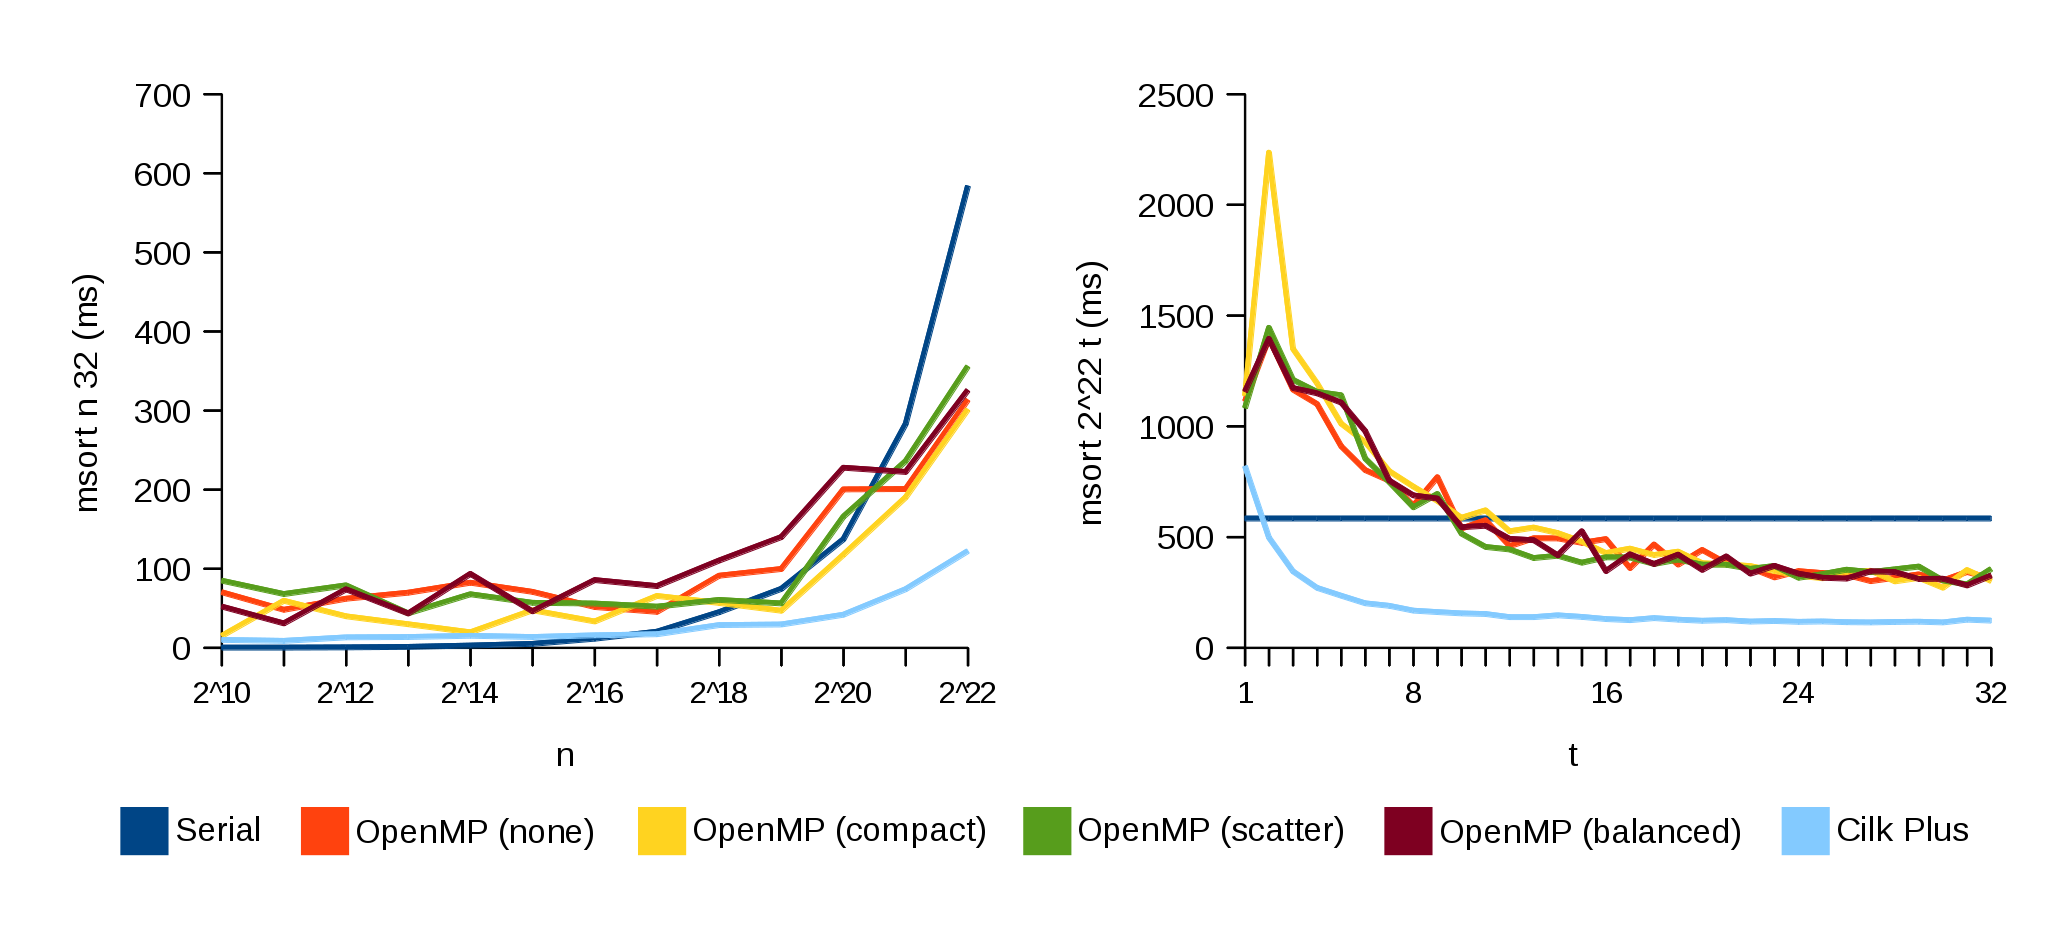 700
600
500
400
300
200
100
0
msort n 32 (ms)
2^10 2^12 2^14 2^16 2^18 2^20 2^22
n
2500
2000
1500
1000
500
0
msort 2^22 t (ms)
1 8 16 24 32
t
Serial OpenMP (none) OpenMP (compact) OpenMP (scatter) OpenMP (balanced) Cilk Plus